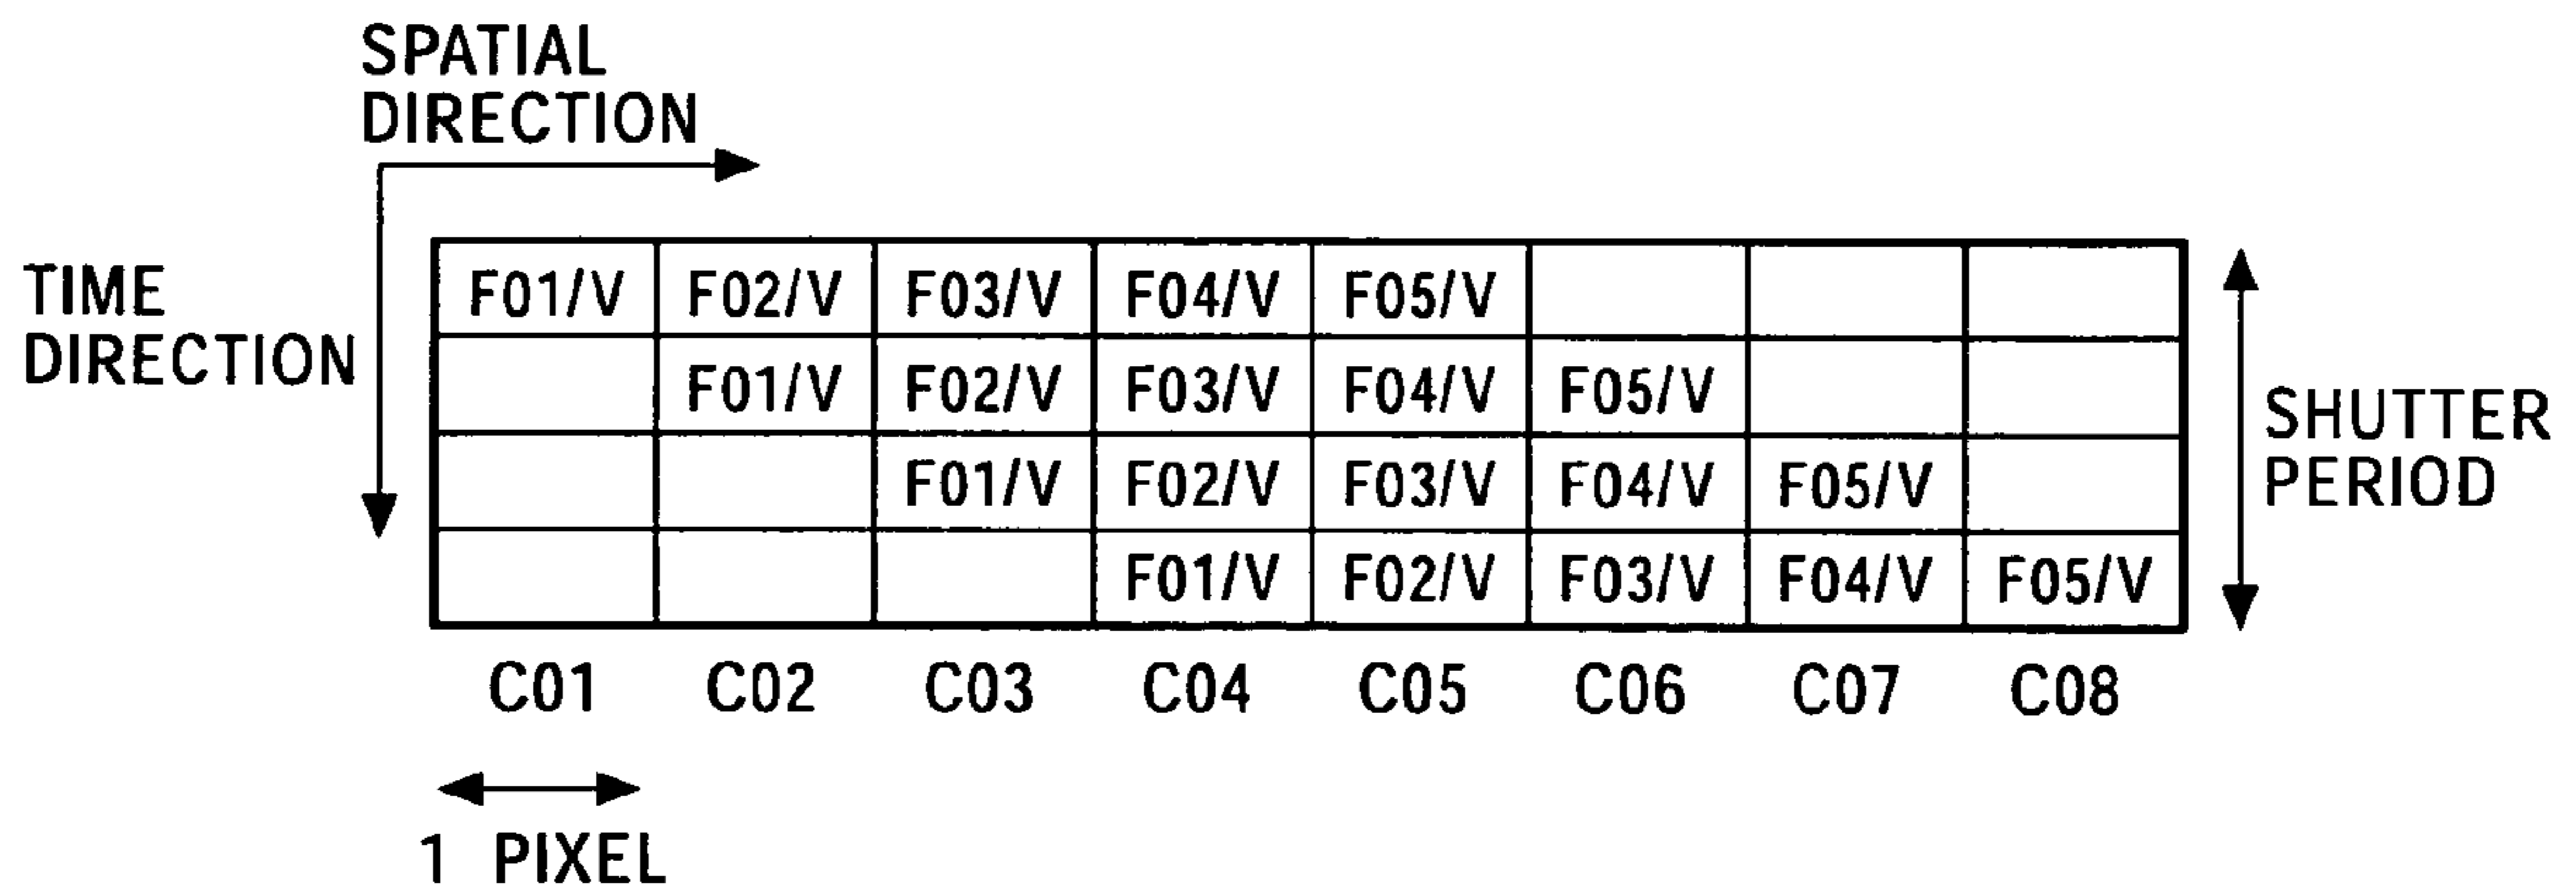 SPATIAL
DIRECTION
TIME
DIRECTION
F01/V F02/V F03/V F04/V F05/V
F01/V F02/V F03/V F04/V F05/V
F01/V F02/V F03/V F04/V F05/V
F01/V F02/V F03/V F04/V F05/V
SHUTTER
PERIOD
C01 C02 C03 C04 C05 C06 C07 C08
1 PIXEL